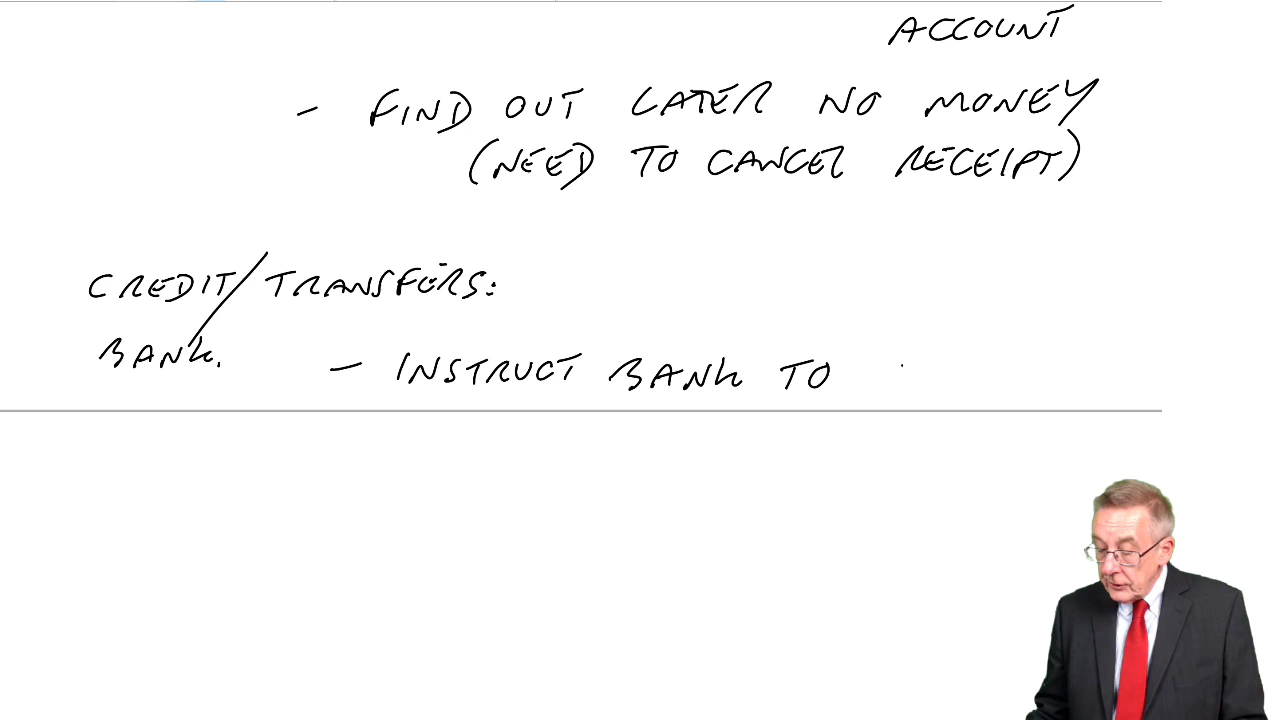 ACCOUNT
- FIND OUT LATER NO MONEY
(NEED TO CANCEL RECEIPT)
CREDIT/TRANSFERS:
BANK.
- INSTRUCT BANK TO